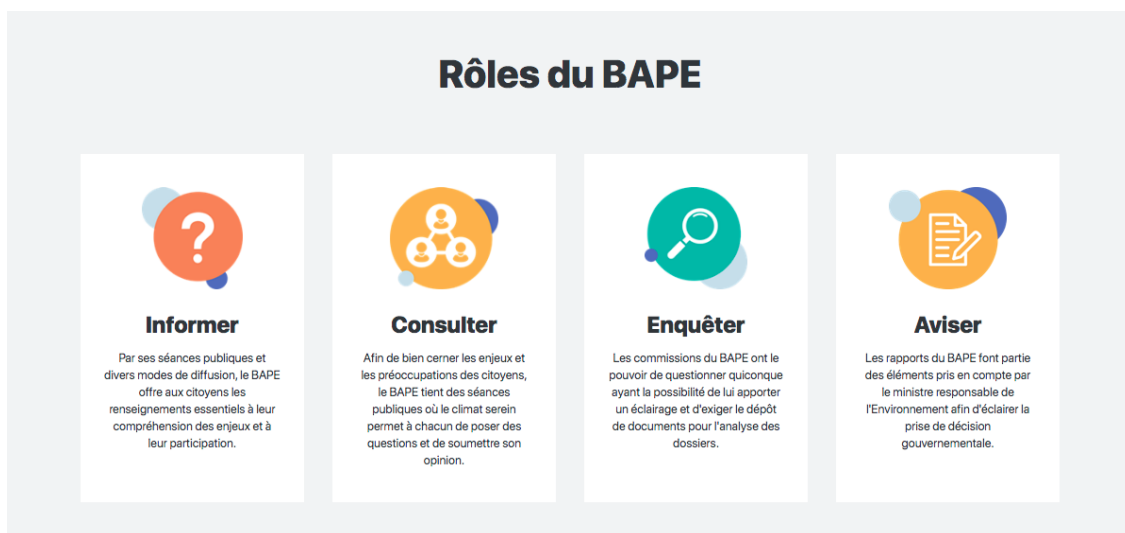 Rôles du BAPE
Informer
Par ses séances publiques et
divers modes de diffusion, le BAPE
offre aux citoyens les
renseignements essentiels à leur
compréhension des enjeux et à
leur participation.
Consulter
Afin de bien cerner les enjeux et
les préoccupations des citoyens,
le BAPE tient des séances
publiques où le climat serein
permet à chacun de poser des
questions et de soumettre son
opinion.
Enquêter
Les commissions du BAPE ont le
pouvoir de questionner quiconque
ayant la possibilité de lui apporter
un éclairage et d'exiger le dépôt
de documents pour l'analyse des
dossiers.
Aviser
Les rapports du BAPE font partie
des éléments pris en compte par
le ministre responsable de
l'Environnement afin d'éclairer la
prise de décision
gouvernementale.